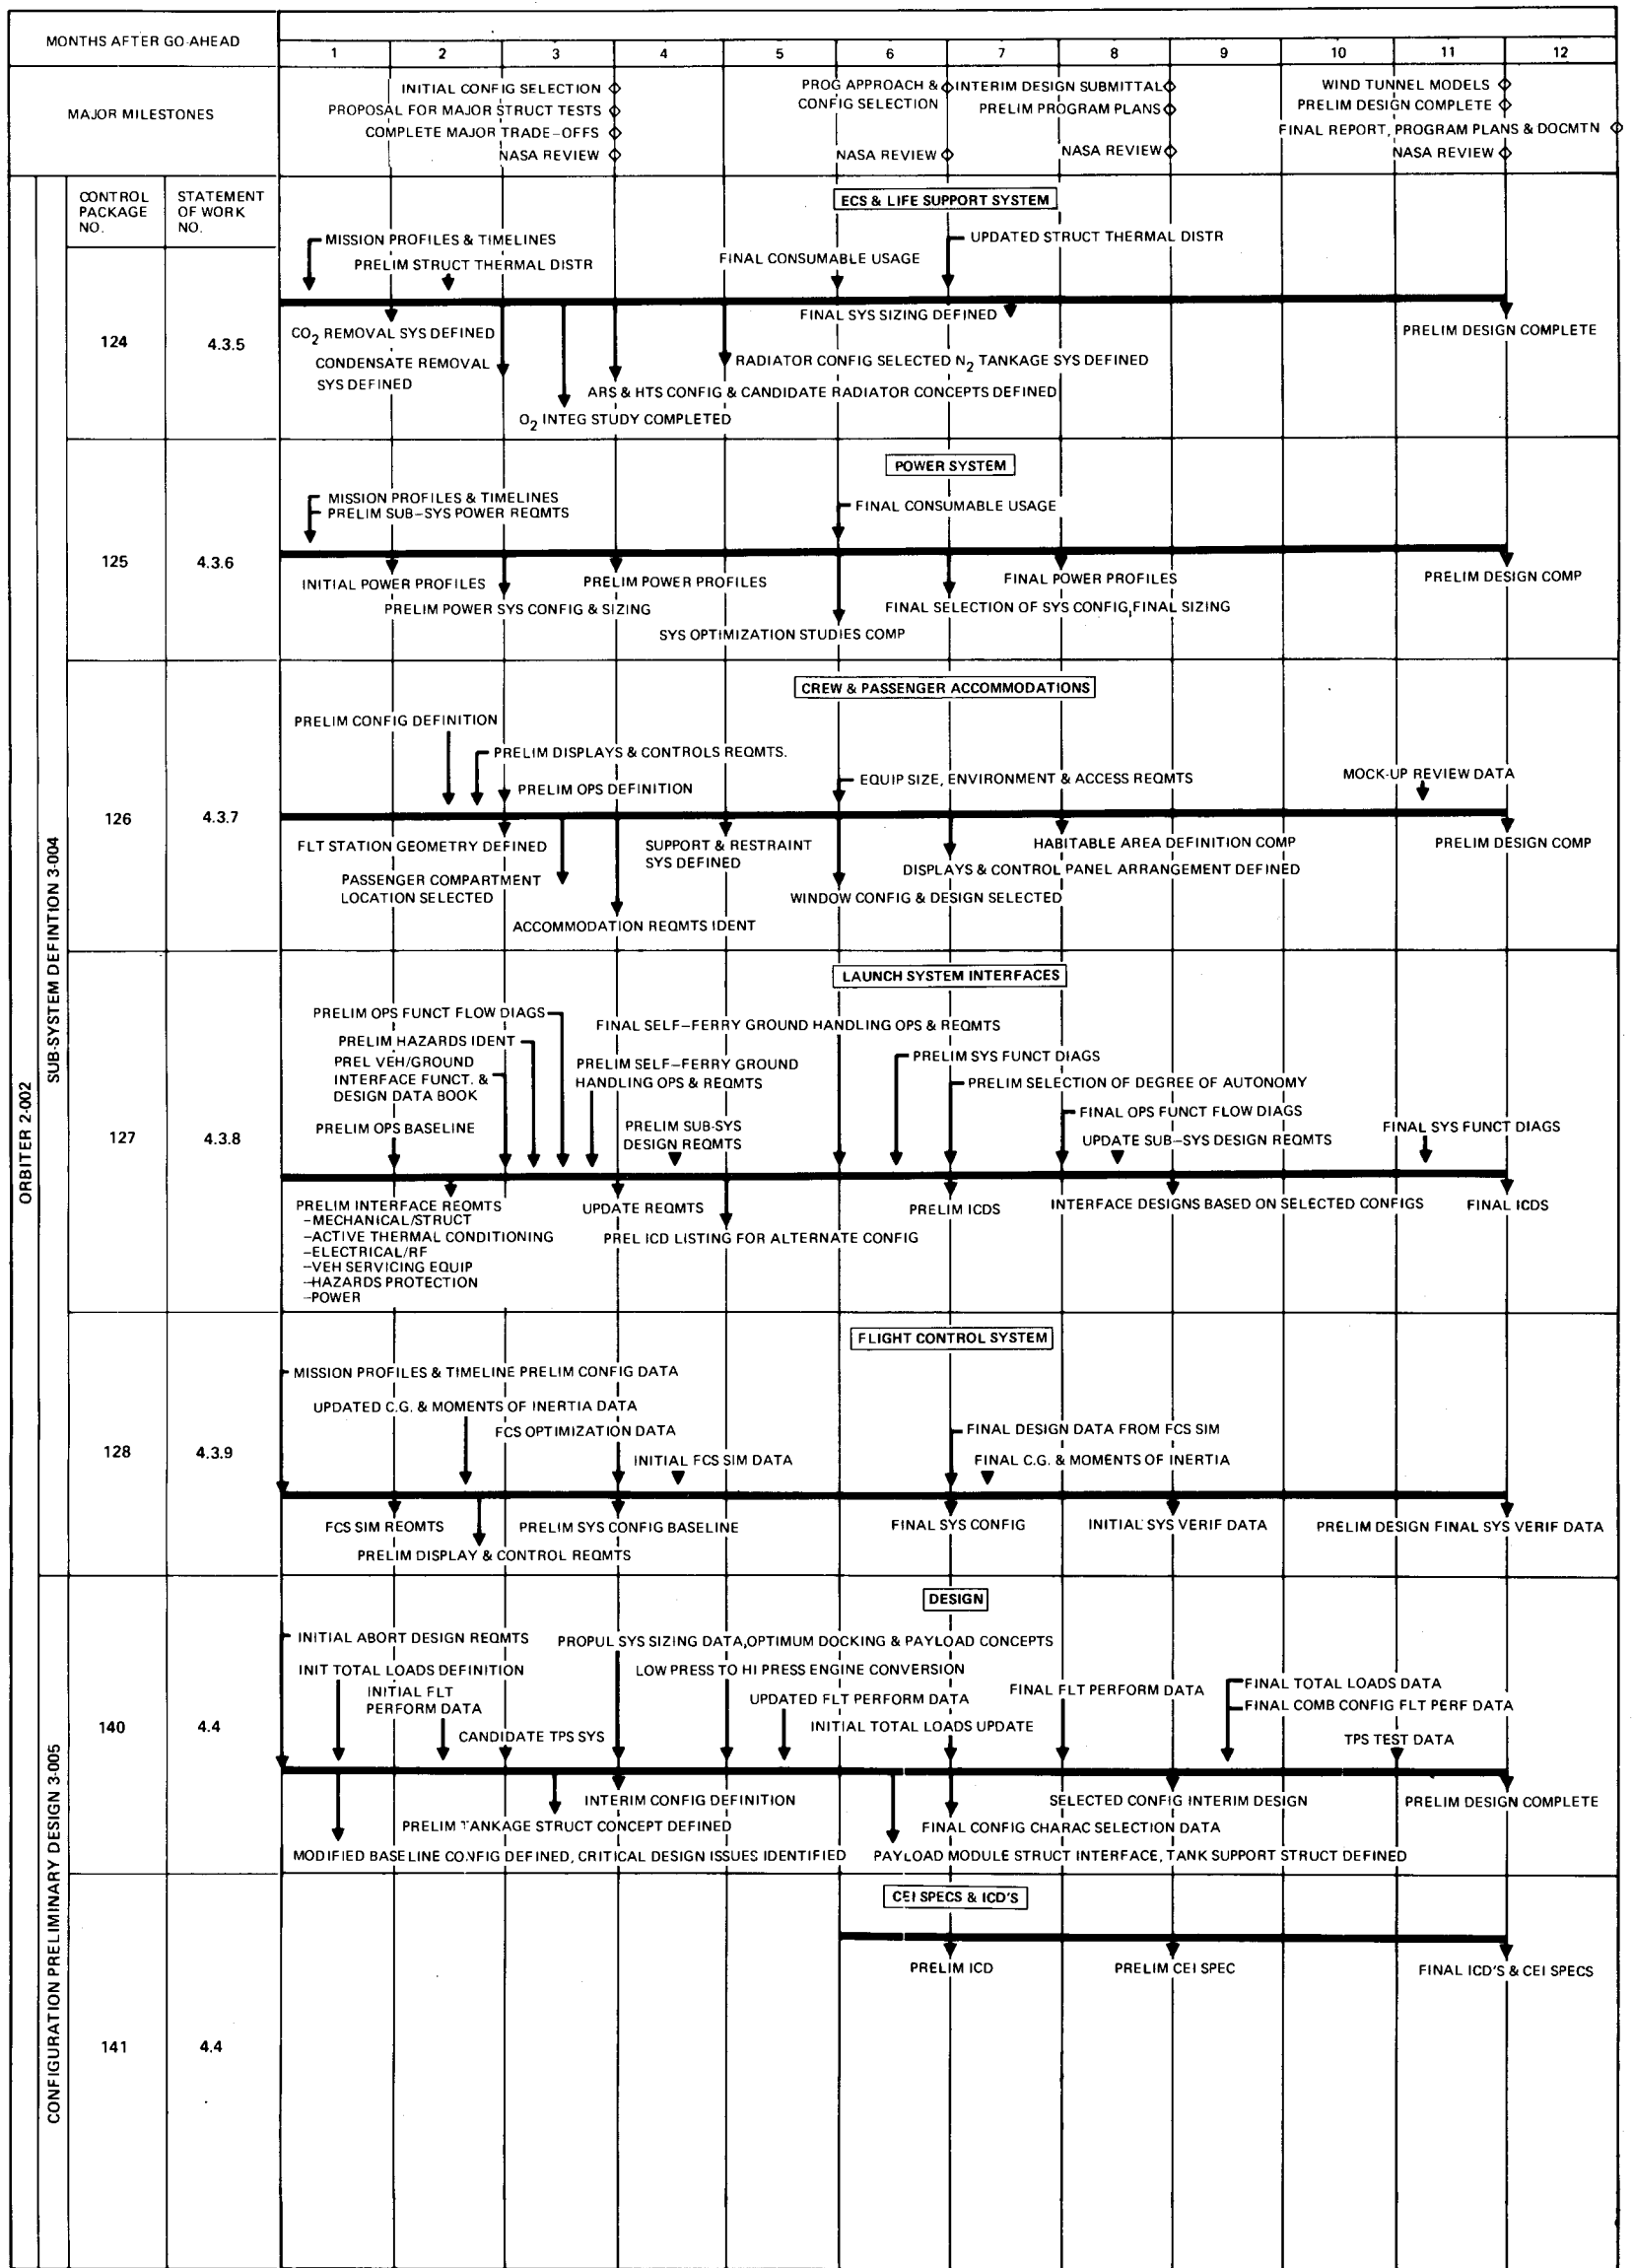 MONTHS AFTER GO-AHEAD
1 2 3 4 5 6 7 8 9 10 11 12
MAJOR MILESTONES
INITIAL CONFIG SELECTION
PROPOSAL FOR MAJOR STRUCT TESTS
COMPLETE MAJOR TRADE-OFFS
NASA REVIEW
PROG APPROACH &
CONFIG SELECTION
NASA REVIEW
INTERIM DESIGN SUBMITTAL
PRELIM PROGRAM PLANS
NASA REVIEW
WIND TUNNEL MODELS
PRELIM DESIGN COMPLETE
FINAL REPORT, PROGRAM PLANS & DOCMTN
NASA REVIEW
ORBITER 2-002
SUB-SYSTEM DEFINITION 3-004
CONTROL
PACKAGE
NO.
STATEMENT
OF WORK
NO.
ECS & LIFE SUPPORT SYSTEM
124
4.3.5
MISSION PROFILES & TIMELINES
PRELIM STRUCT THERMAL DISTR
FINAL CONSUMABLE USAGE
UPDATED STRUCT THERMAL DISTR
CO2 REMOVAL SYS DEFINED
CONDENSATE REMOVAL
SYS DEFINED
FINAL SYS SIZING DEFINED
PRELIM DESIGN COMPLETE
RADIATOR CONFIG SELECTED N2 TANKAGE SYS DEFINED
ARS & HTS CONFIG & CANDIDATE RADIATOR CONCEPTS DEFINED
O2 INTEG STUDY COMPLETED
POWER SYSTEM
125
4.3.6
MISSION PROFILES & TIMELINES
PRELIM SUB-SYS POWER REQMTS
FINAL CONSUMABLE USAGE
INITIAL POWER PROFILES
PRELIM POWER PROFILES
FINAL POWER PROFILES
PRELIM DESIGN COMP
PRELIM POWER SYS CONFIG & SIZING
FINAL SELECTION OF SYS CONFIG,FINAL SIZING
SYS OPTIMIZATION STUDIES COMP
CREW & PASSENGER ACCOMMODATIONS
126
4.3.7
PRELIM CONFIG DEFINITION
PRELIM DISPLAYS & CONTROLS REQMTS.
PRELIM OPS DEFINITION
EQUIP SIZE, ENVIRONMENT & ACCESS REQMTS
MOCK-UP REVIEW DATA
FLT STATION GEOMETRY DEFINED
SUPPORT & RESTRAINT
SYS DEFINED
HABITABLE AREA DEFINITION COMP
PRELIM DESIGN COMP
PASSENGER COMPARTMENT
LOCATION SELECTED
DISPLAYS & CONTROL PANEL ARRANGEMENT DEFINED
WINDOW CONFIG & DESIGN SELECTED
ACCOMMODATION REQMTS IDENT
LAUNCH SYSTEM INTERFACES
127
4.3.8
PRELIM OPS FUNCT FLOW DIAGS
PRELIM HAZARDS IDENT
PREL VEH/GROUND
INTERFACE FUNCT. &
DESIGN DATA BOOK
PRELIM OPS BASELINE
FINAL SELF-FERRY GROUND HANDLING OPS & REQMTS
PRELIM SELF-FERRY GROUND
HANDLING OPS & REQMTS
PRELIM SUB-SYS
DESIGN REQMTS
PRELIM SYS FUNCT DIAGS
PRELIM SELECTION OF DEGREE OF AUTONOMY
FINAL OPS FUNCT FLOW DIAGS
UPDATE SUB-SYS DESIGN REQMTS
FINAL SYS FUNCT DIAGS
PRELIM INTERFACE REQMTS
-MECHANICAL/STRUCT
-ACTIVE THERMAL CONDITIONING
-ELECTRICAL/RF
-VEH SERVICING EQUIP
-HAZARDS PROTECTION
-POWER
UPDATE REQMTS
PREL ICD LISTING FOR ALTERNATE CONFIG
PRELIM ICDS
INTERFACE DESIGNS BASED ON SELECTED CONFIGS
FINAL ICDS
FLIGHT CONTROL SYSTEM
128
4.3.9
MISSION PROFILES & TIMELINE PRELIM CONFIG DATA
UPDATED C.G. & MOMENTS OF INERTIA DATA
FCS OPTIMIZATION DATA
INITIAL FCS SIM DATA
FINAL DESIGN DATA FROM FCS SIM
FINAL C.G. & MOMENTS OF INERTIA
FCS SIM REQMTS
PRELIM SYS CONFIG BASELINE
FINAL SYS CONFIG
INITIAL SYS VERIF DATA
PRELIM DESIGN FINAL SYS VERIF DATA
PRELIM DISPLAY & CONTROL REQMTS
CONFIGURATION PRELIMINARY DESIGN 3-005
DESIGN
140
4.4
INITIAL ABORT DESIGN REQMTS
INIT TOTAL LOADS DEFINITION
INITIAL FLT
PERFORM DATA
CANDIDATE TPS SYS
PROPUL SYS SIZING DATA,OPTIMUM DOCKING & PAYLOAD CONCEPTS
LOW PRESS TO HI PRESS ENGINE CONVERSION
UPDATED FLT PERFORM DATA
INITIAL TOTAL LOADS UPDATE
FINAL FLT PERFORM DATA
FINAL TOTAL LOADS DATA
FINAL COMB CONFIG FLT PERF DATA
TPS TEST DATA
INTERIM CONFIG DEFINITION
SELECTED CONFIG INTERIM DESIGN
PRELIM DESIGN COMPLETE
PRELIM TANKAGE STRUCT CONCEPT DEFINED
FINAL CONFIG CHARAC SELECTION DATA
MODIFIED BASELINE CONFIG DEFINED, CRITICAL DESIGN ISSUES IDENTIFIED
PAYLOAD MODULE STRUCT INTERFACE, TANK SUPPORT STRUCT DEFINED
CEI SPECS & ICD'S
141
4.4
PRELIM ICD
PRELIM CEI SPEC
FINAL ICD'S & CEI SPECS